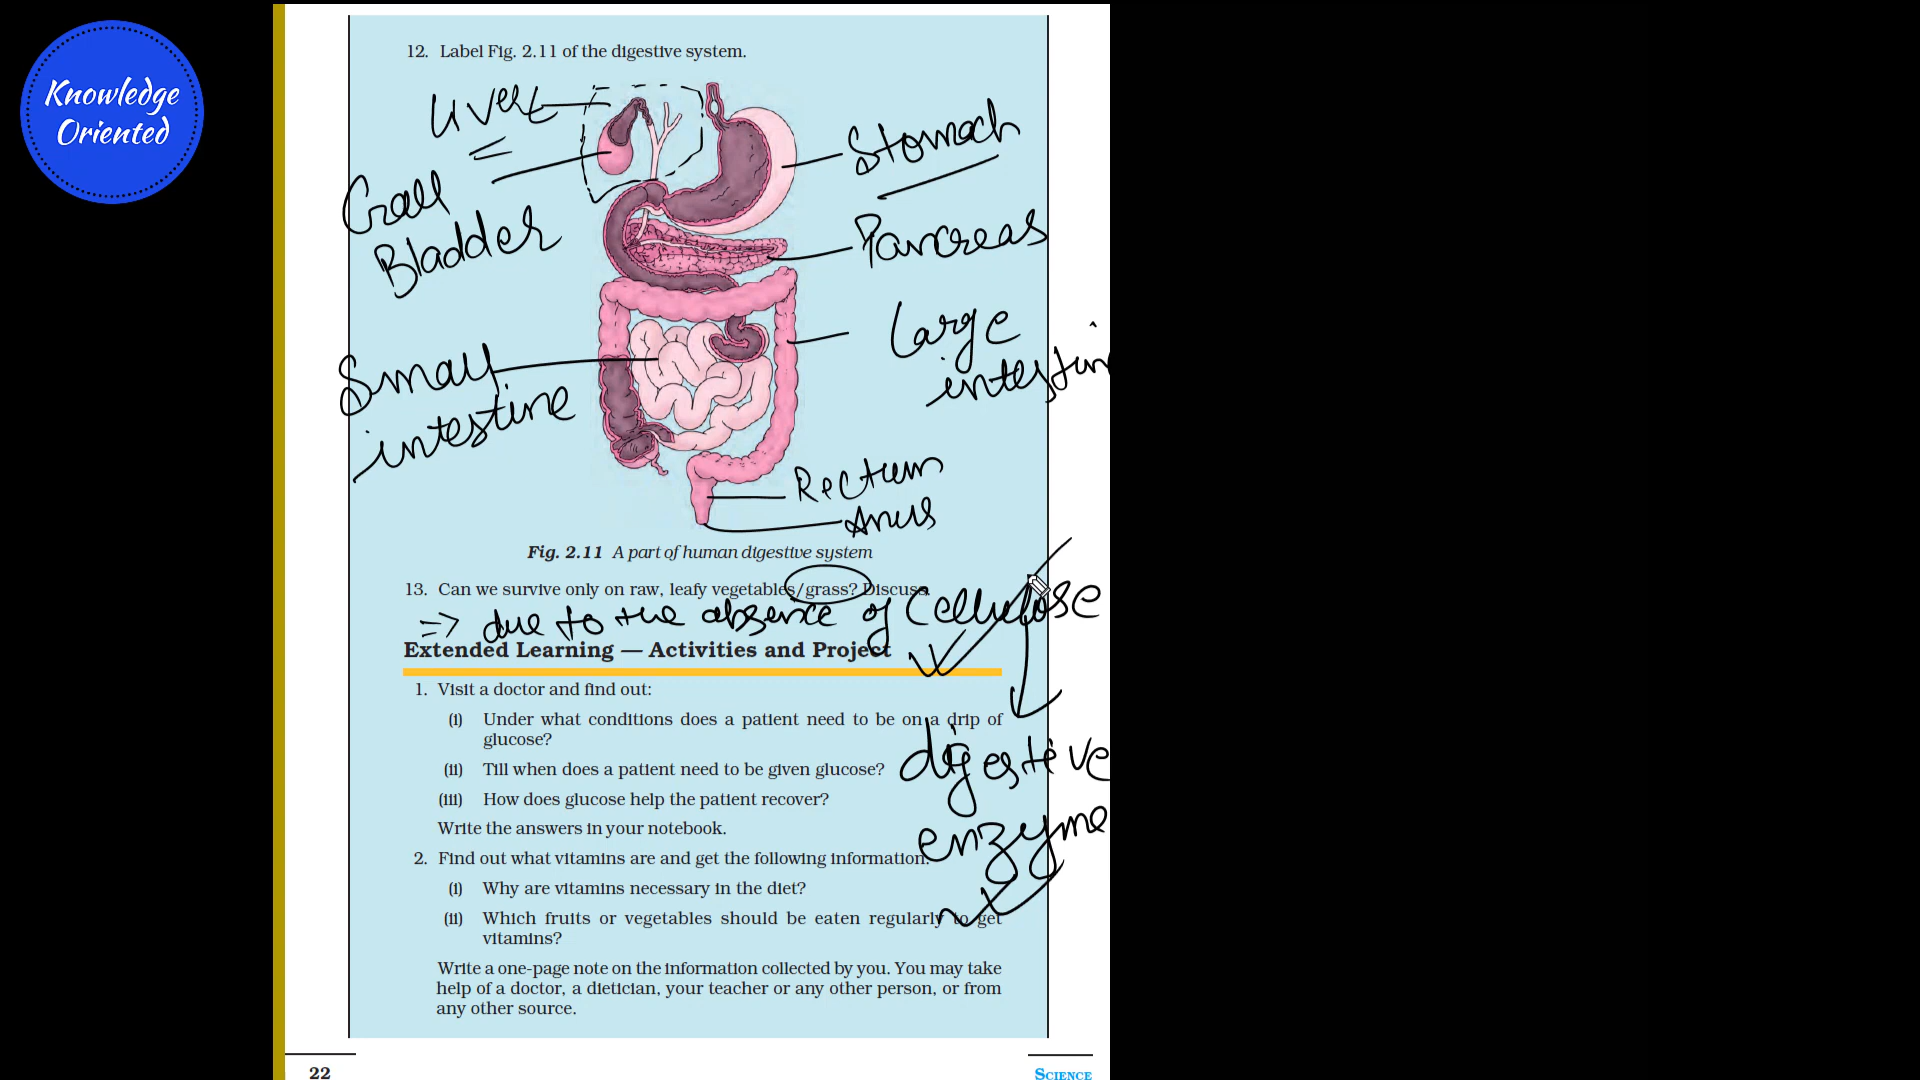 Knowledge
Oriented
12. Label Fig. 2.11 of the digestive system.
Liver
Stomach
Gall
Bladder
Pancreas
Large
intestin
Small
intestine
Rectum
Anus
Fig. 2.11 A part of human digestive system
13. Can we survive only on raw, leafy vegetables/grass? Discuss.
=> due to the absence of Cellulose
Extended Learning — Activities and Project
1. Visit a doctor and find out:
(i) Under what conditions does a patient need to be on a drip of
glucose?
digestive
(ii) Till when does a patient need to be given glucose?
(iii) How does glucose help the patient recover?
enzyme
Write the answers in your notebook.
2. Find out what vitamins are and get the following information.
(i) Why are vitamins necessary in the diet?
(ii) Which fruits or vegetables should be eaten regularly to get
vitamins?
Write a one-page note on the information collected by you. You may take
help of a doctor, a dietician, your teacher or any other person, or from
any other source.
22
SCIENCE